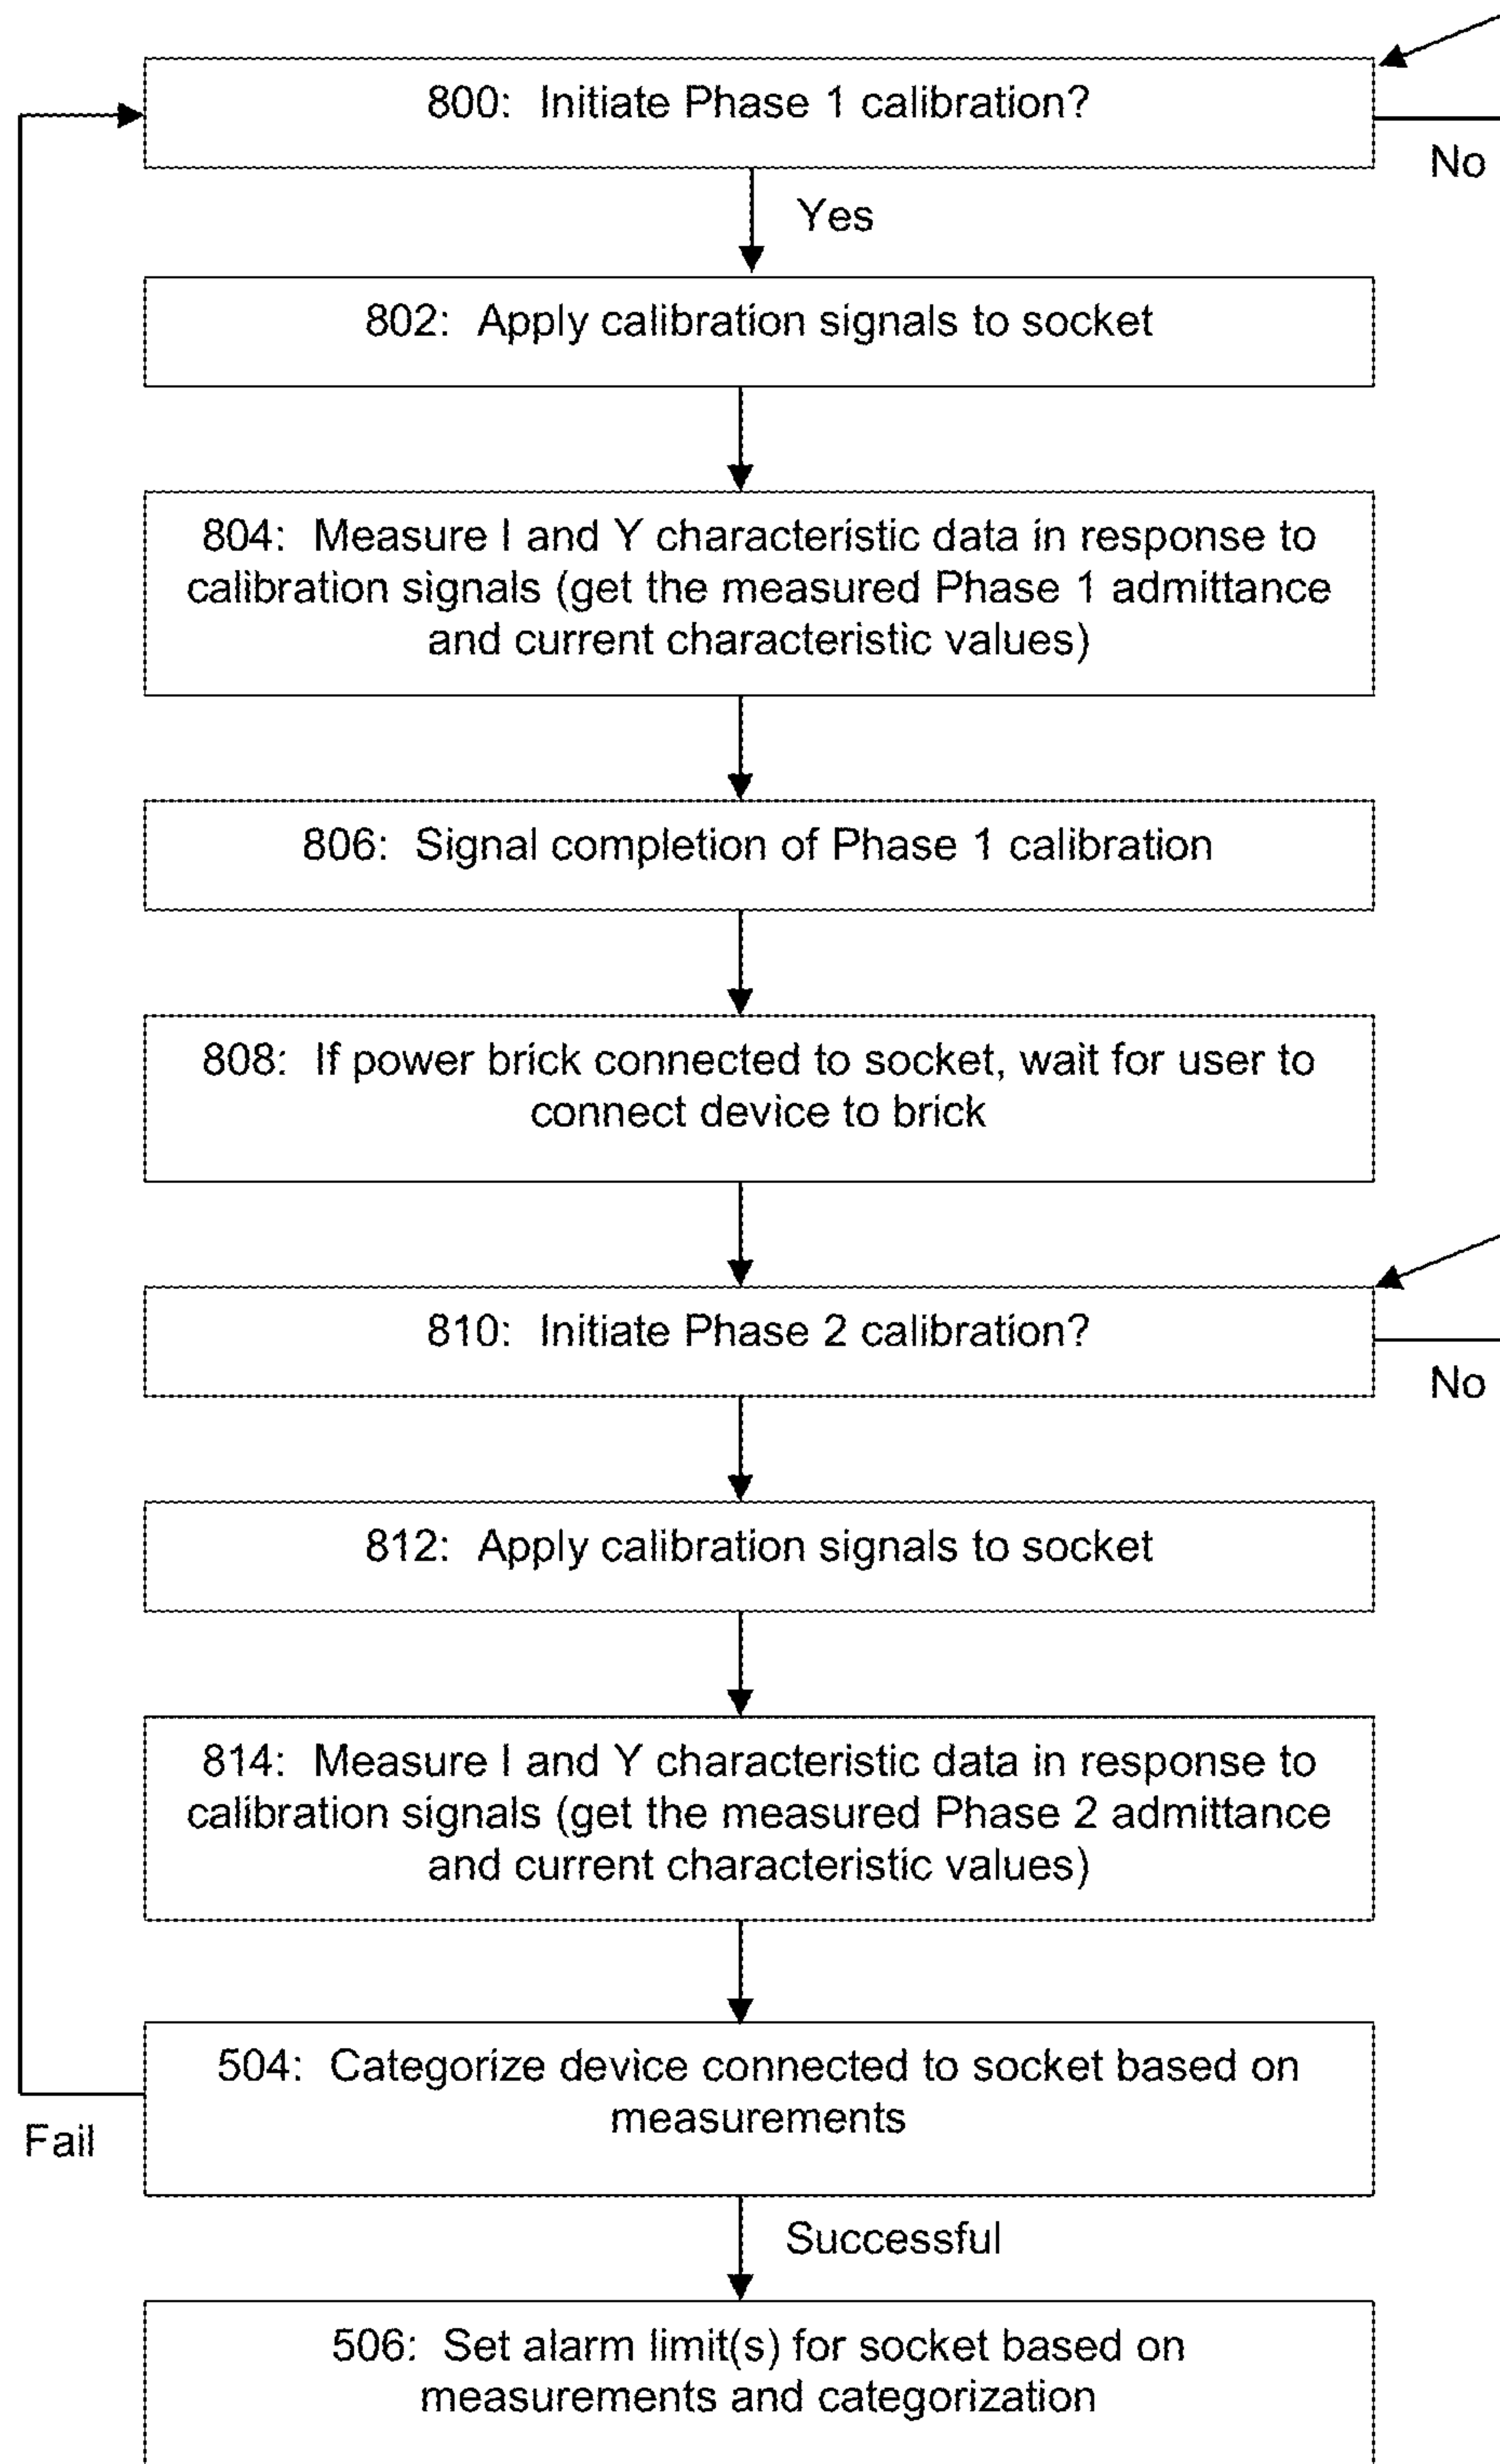 800: Initiate Phase 1 calibration?
No
Yes
802: Apply calibration signals to socket
804: Measure I and Y characteristic data in response to
calibration signals (get the measured Phase 1 admittance
and current characteristic values)
806: Signal completion of Phase 1 calibration
808: If power brick connected to socket, wait for user to
connect device to brick
810: Initiate Phase 2 calibration?
No
812: Apply calibration signals to socket
814: Measure I and Y characteristic data in response to
calibration signals (get the measured Phase 2 admittance
and current characteristic values)
504: Categorize device connected to socket based on
measurements
Fail
Successful
506: Set alarm limit(s) for socket based on
measurements and categorization